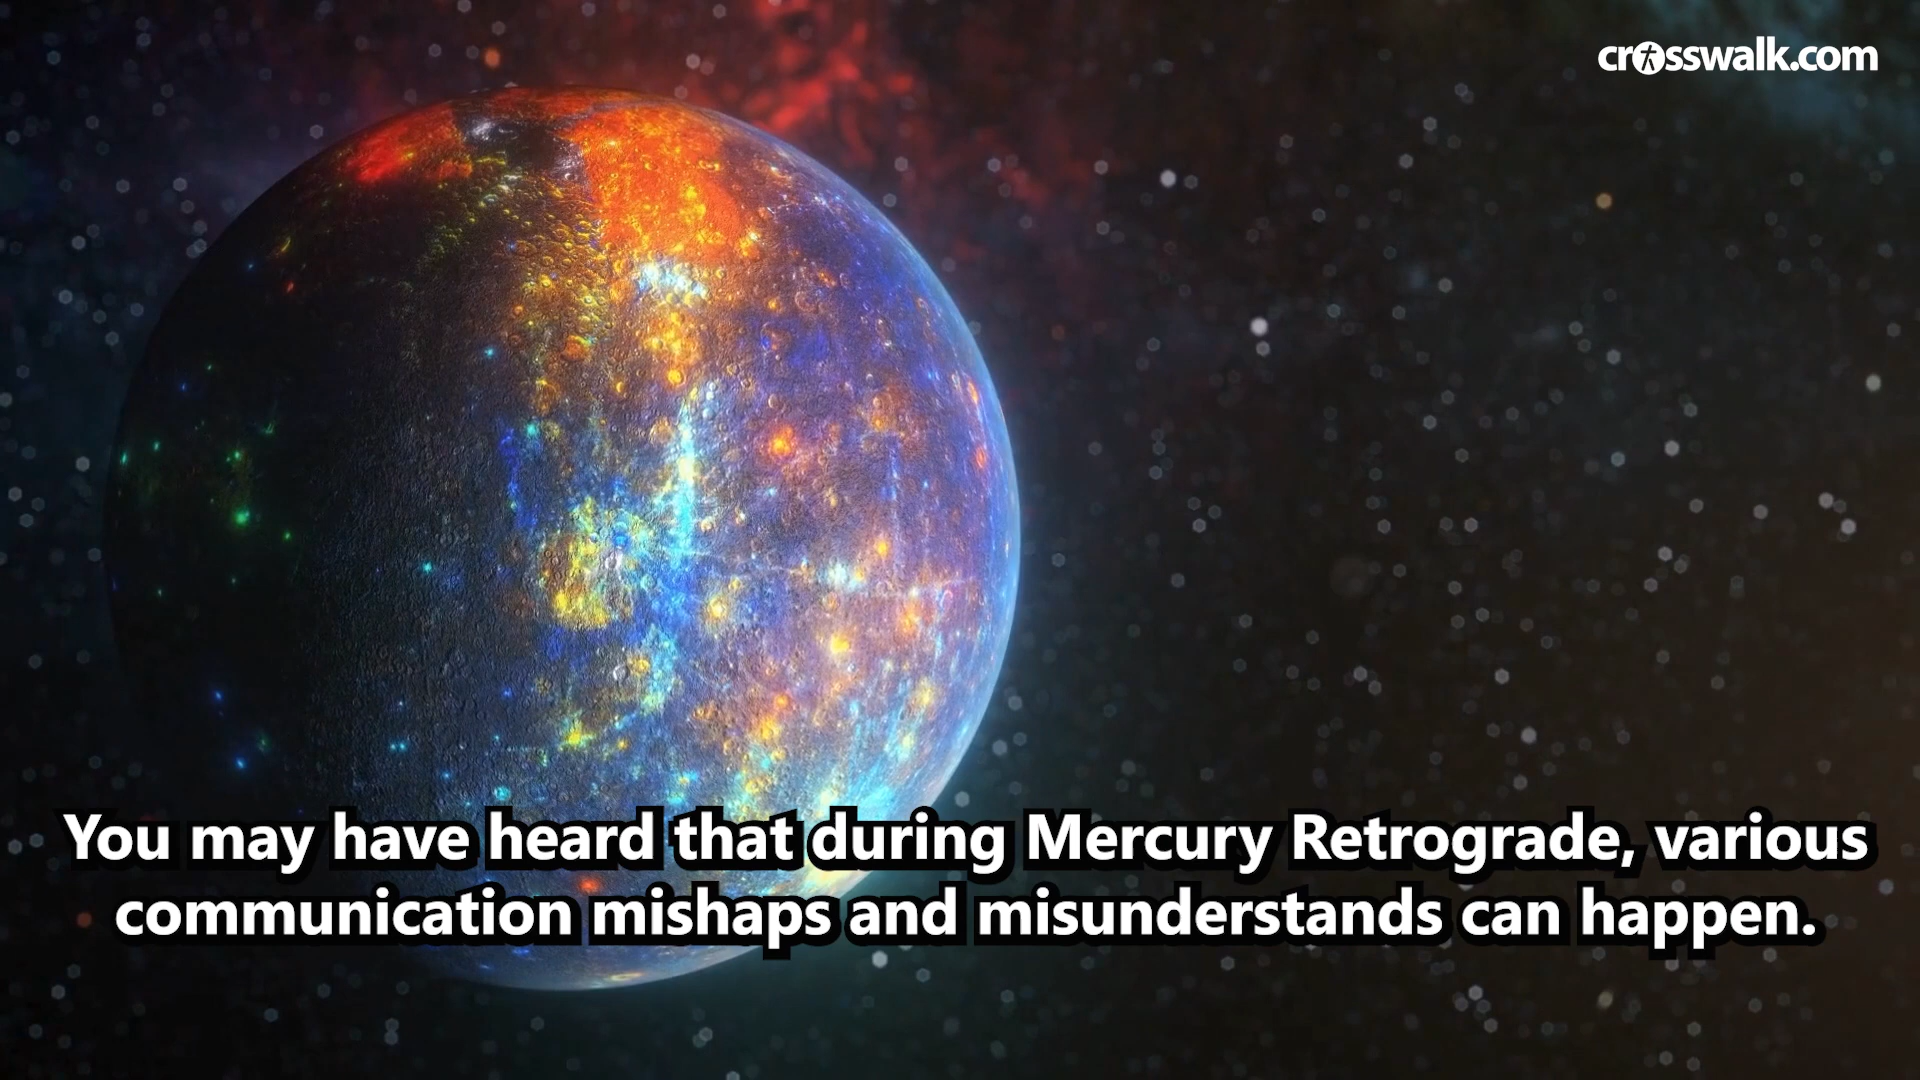 crosswalk.com
You may have heard that during Mercury Retrograde, various
communication mishaps and misunderstands can happen.